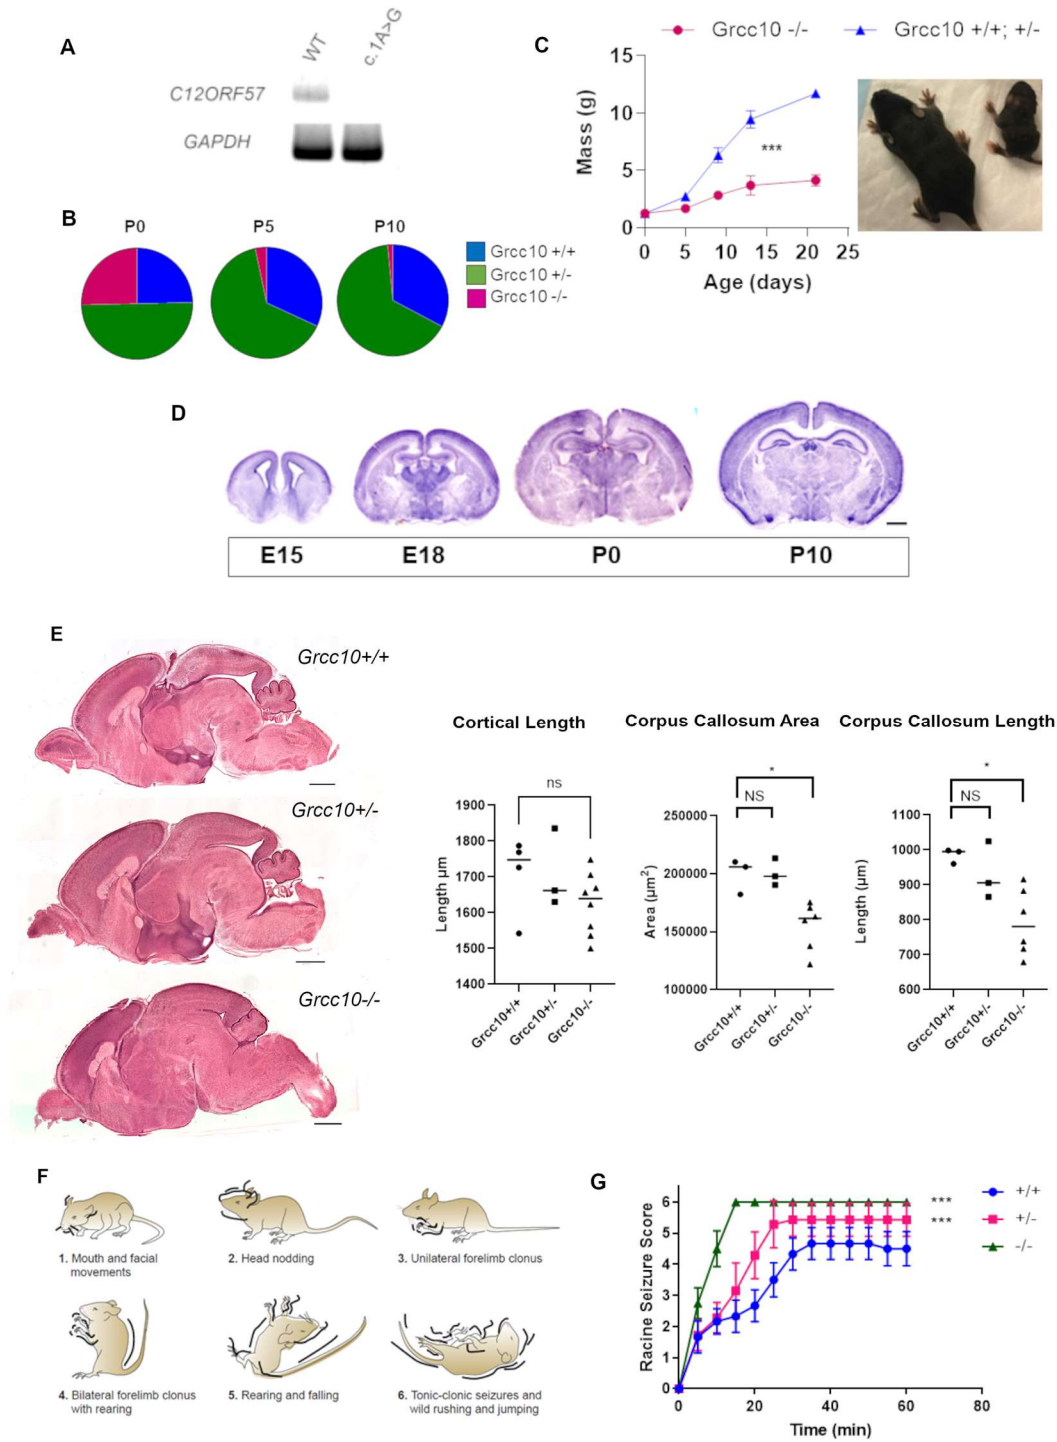 A
WT
c.1A>G
C12ORF57
GAPDH
B
P0
P5
P10
Grcc10 +/+
Grcc10 +/-
Grcc10 -/-
C
Grcc10 -/-
Grcc10 +/+; +/-
Mass (g)
15
10
5
0
***
0
5
10
15
20
25
Age (days)
D
E15
E18
P0
P10
E
Grcc10+/+
Grcc10+/-
Grcc10-/-
Cortical Length
ns
Length µm
1900
1800
1700
1600
1500
1400
Grcc10+/+
Grcc10+/-
Grcc10-/-
Corpus Callosum Area
*
NS
Area (µm²)
250000
200000
150000
100000
Grcc10+/+
Grcc10+/-
Grcc10-/-
Corpus Callosum Length
*
NS
Length (µm)
1100
1000
900
800
700
600
Grcc10+/+
Grcc10+/-
Grcc10-/-
F
1. Mouth and facial
movements
2. Head nodding
3. Unilateral forelimb clonus
4. Bilateral forelimb clonus
with rearing
5. Rearing and falling
6. Tonic-clonic seizures and
wild rushing and jumping
G
Racine Seizure Score
6
5
4
3
2
1
0
***
***
+/+
+/-
-/-
0
20
40
60
80
Time (min)